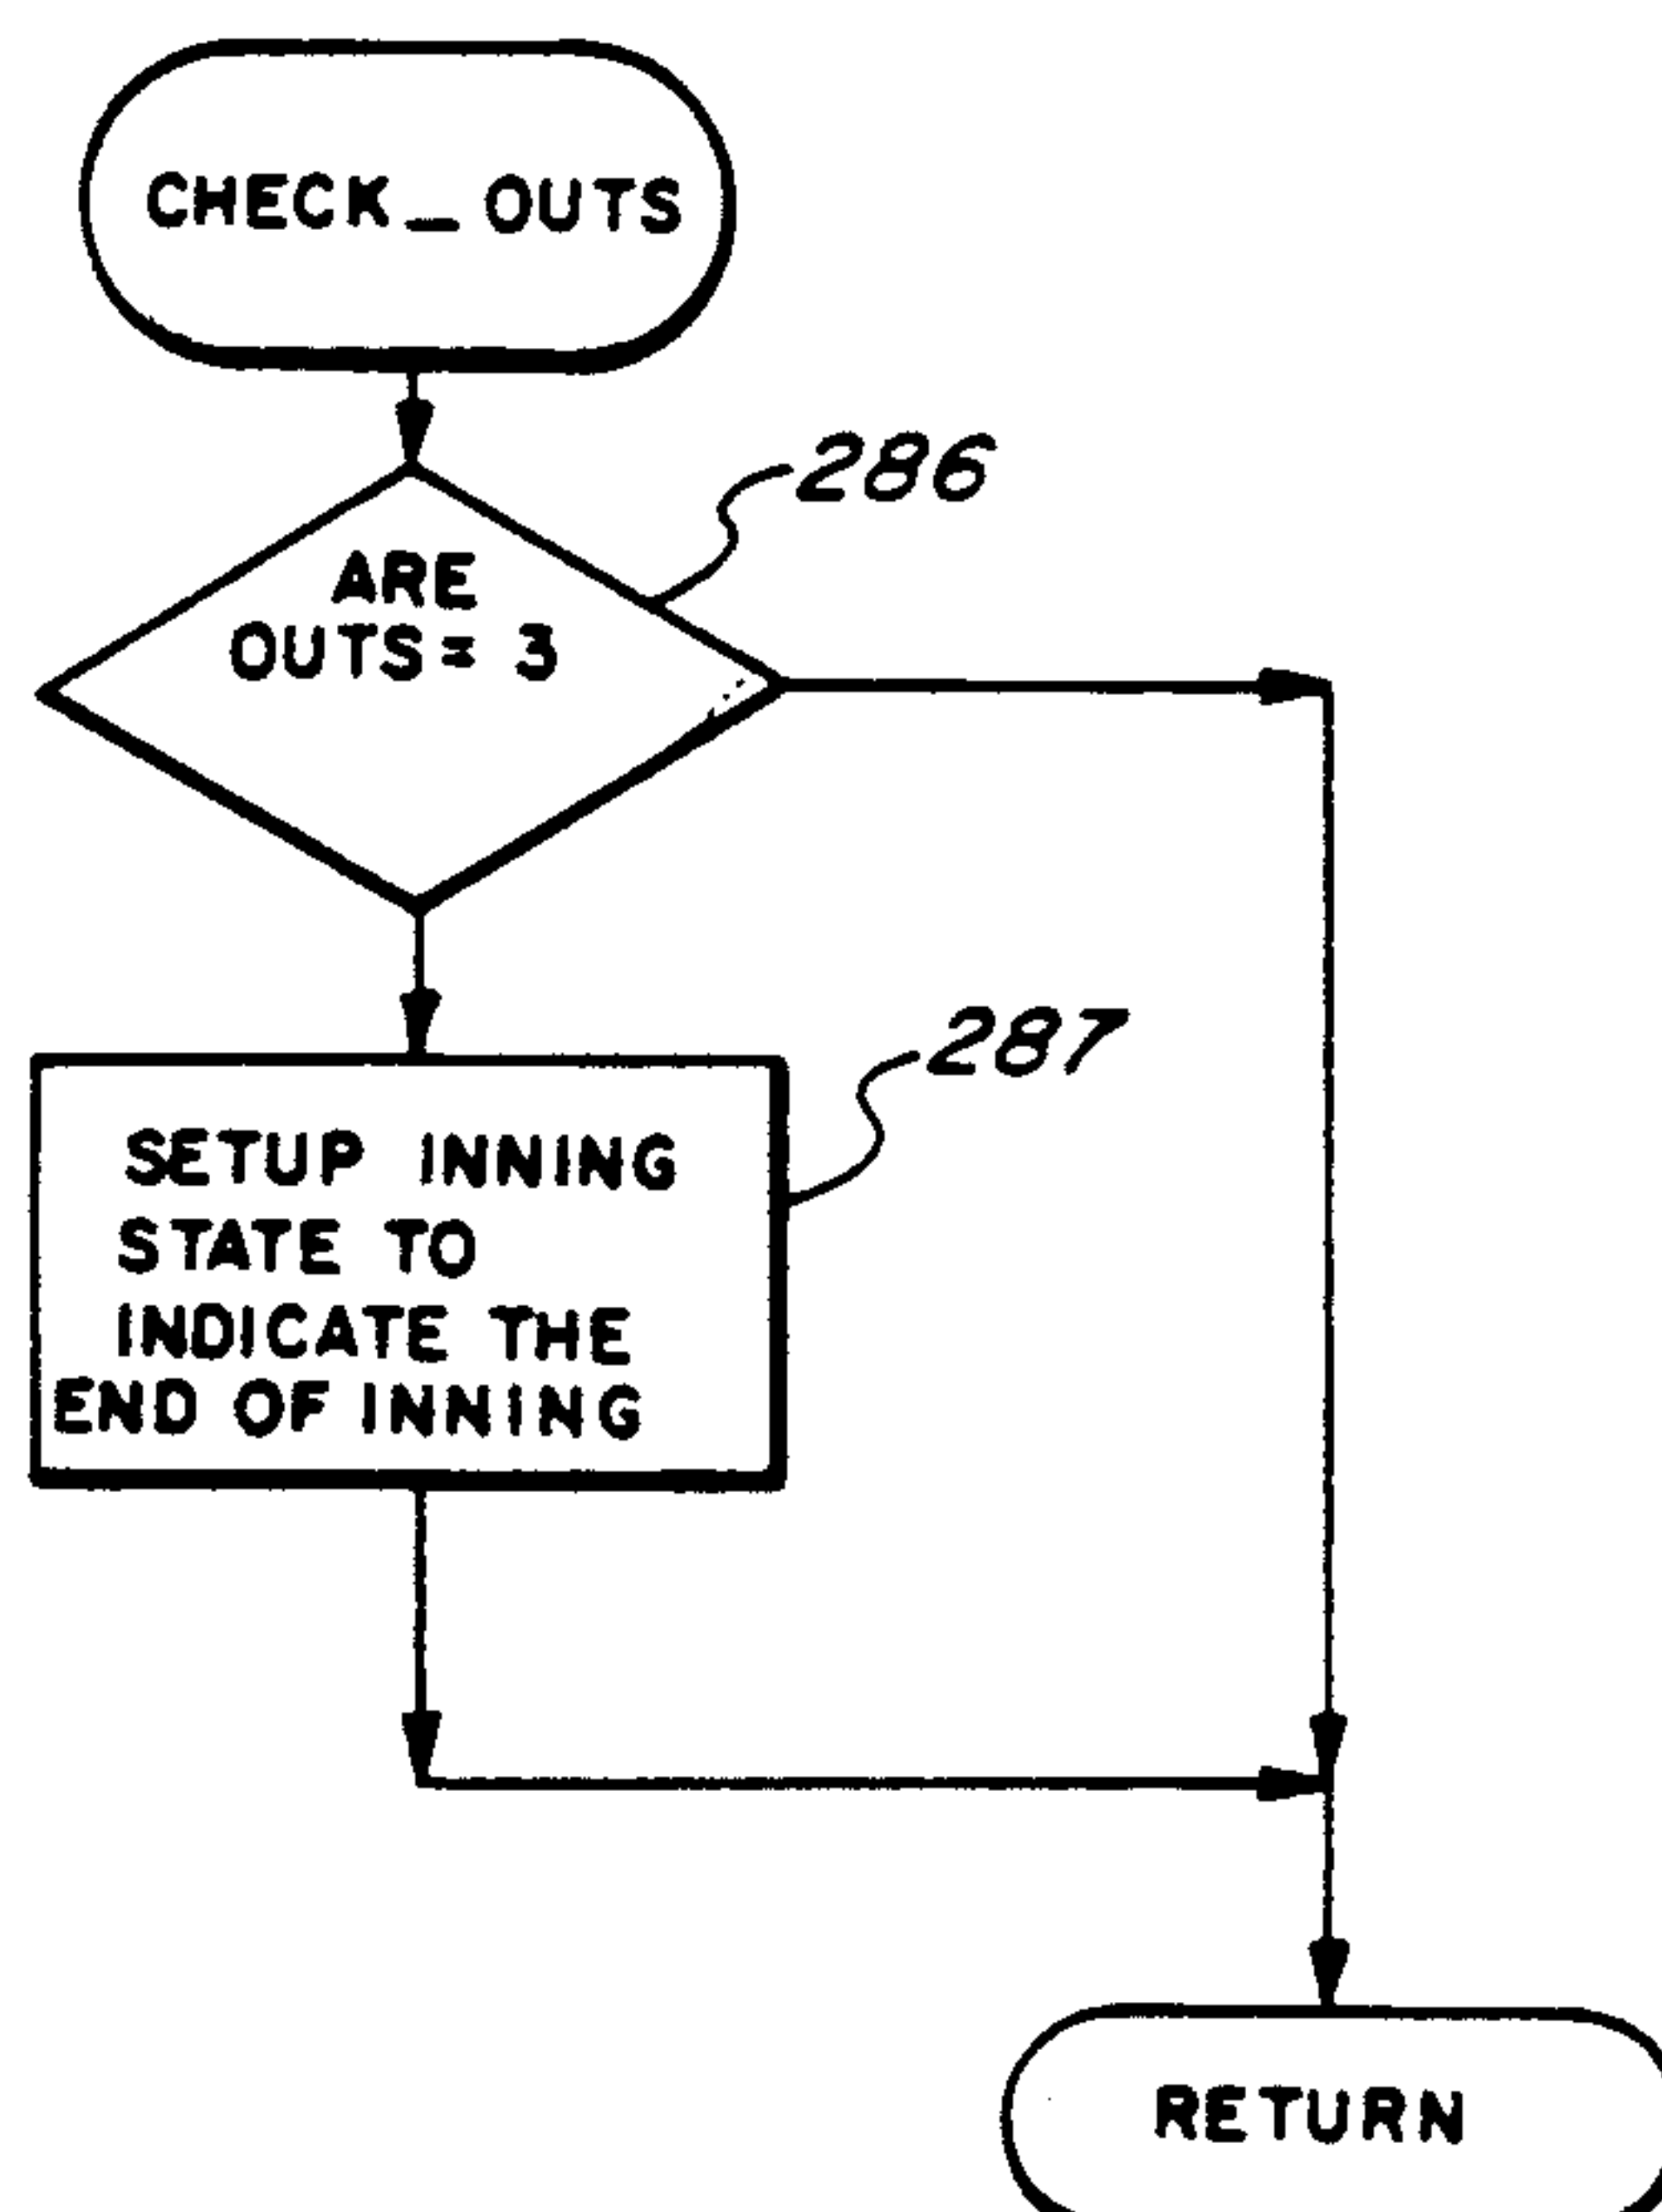 CHECK_OUTS
286
ARE
OUTS= 3
287
SETUP INNING
STATE TO
INDICATE THE
END OF INNING
RETURN